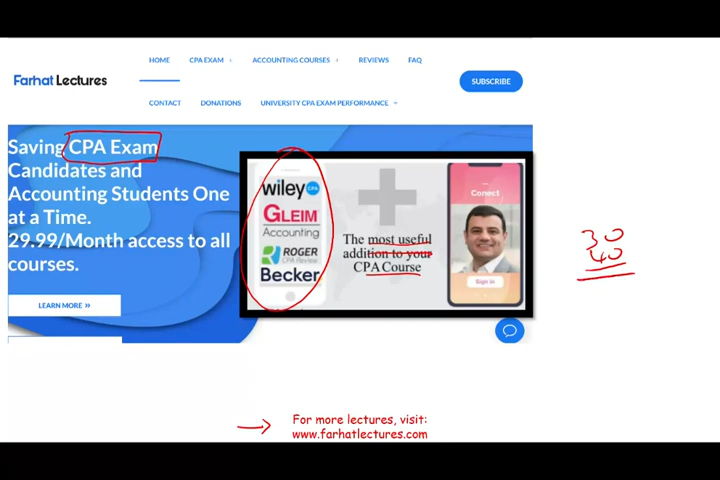 HOME
CPA EXAM
ACCOUNTING COURSES
REVIEWS
FAQ
Farhat Lectures
SUBSCRIBE
CONTACT
DONATIONS
UNIVERSITY CPA EXAM PERFORMANCE
Saving CPA Exam
Candidates and
Accounting Students One
at a Time.
29.99/Month access to all
courses.
LEARN MORE »
wiley CPA
GLEIM
Accounting
ROGER
CPA Review
Becker
The most useful
addition to your
CPA Course
Conect
Sign in
30
40
For more lectures, visit:
www.farhatlectures.com